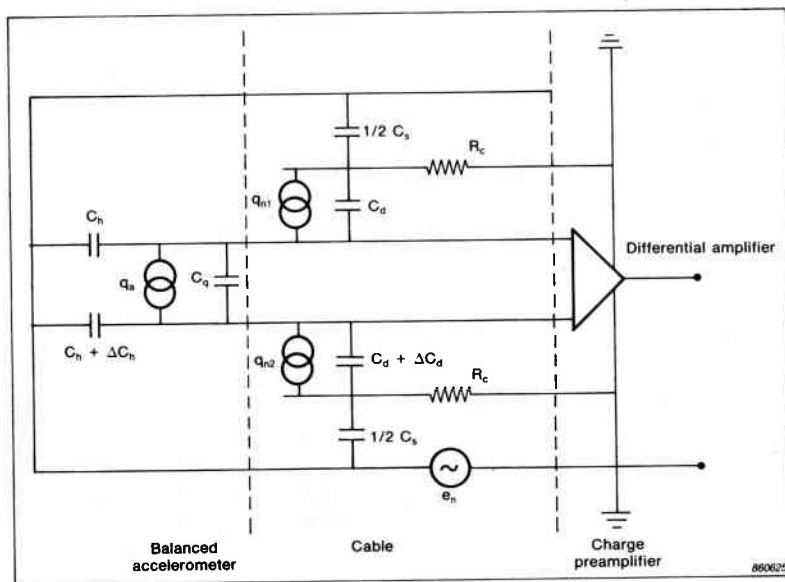 1/2 Cs
Rc
qn1
Cd
Ch
Differential amplifier
qa
Cq
Ch + ΔCh
qn2
Cd + ΔCd
Rc
1/2 Cs
~
en
Balanced accelerometer
Cable
Charge preamplifier
860625